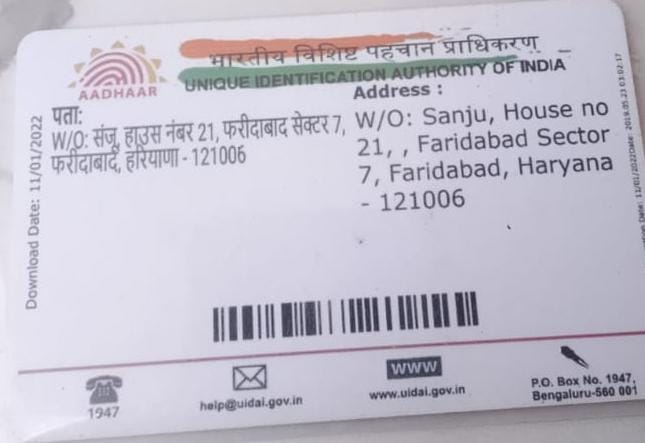 भारतीय विशिष्ट पहचान प्राधिकरण
UNIQUE IDENTIFICATION AUTHORITY OF INDIA
AADHAAR
पता:
W/O: संजू, हाउस नंबर 21, फरीदाबाद सेक्टर 7,
फरीदाबाद, हरियाणा - 121006
Address :
W/O: Sanju, House no
21, , Faridabad Sector
7, Faridabad, Haryana
- 121006
Download Date: 11/01/2022
1947
help@uidai.gov.in
www
www.uidai.gov.in
P.O. Box No. 1947,
Bengaluru-560 001